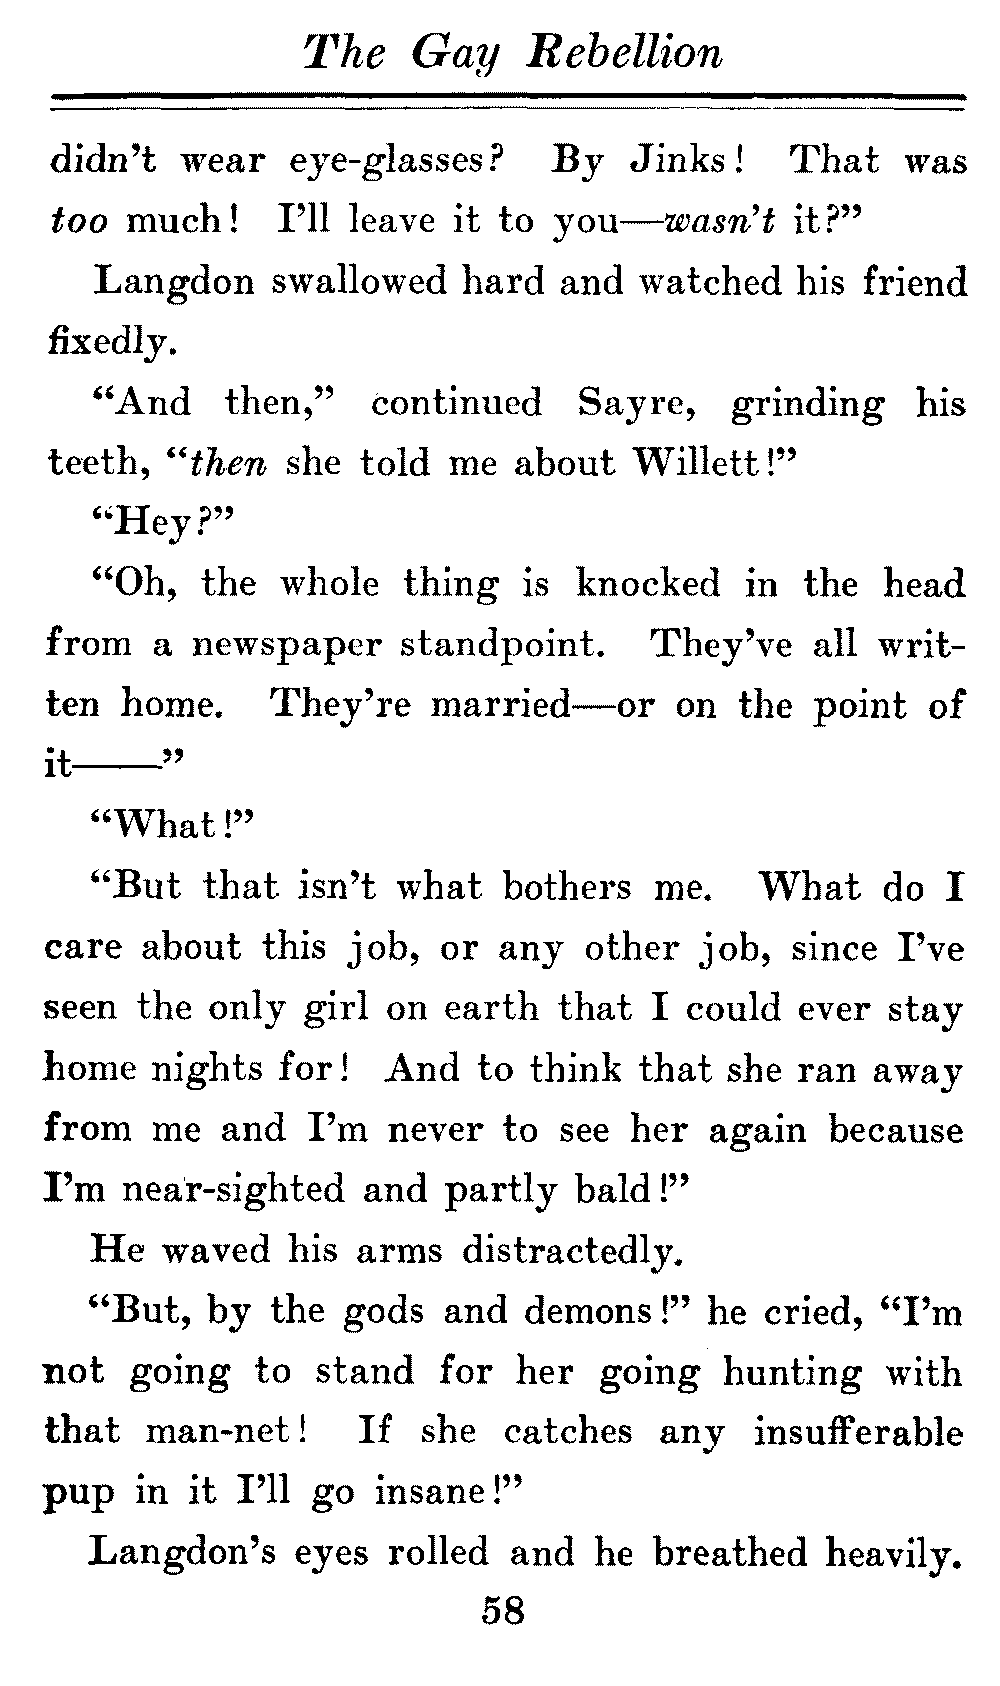 The Gay Rebellion
didn't wear eye-glasses? By Jinks! That was
too much! I'll leave it to you—wasn't it?"
Langdon swallowed hard and watched his friend
fixedly.
"And then," continued Sayre, grinding his
teeth, "then she told me about Willett!"
"Hey?"
"Oh, the whole thing is knocked in the head
from a newspaper standpoint. They've all writ-
ten home. They're married—or on the point of
it——"
"What!"
"But that isn't what bothers me. What do I
care about this job, or any other job, since I've
seen the only girl on earth that I could ever stay
home nights for! And to think that she ran away
from me and I'm never to see her again because
I'm near-sighted and partly bald!"
He waved his arms distractedly.
"But, by the gods and demons!" he cried, "I'm
not going to stand for her going hunting with
that man-net! If she catches any insufferable
pup in it I'll go insane!"
Langdon's eyes rolled and he breathed heavily.
58